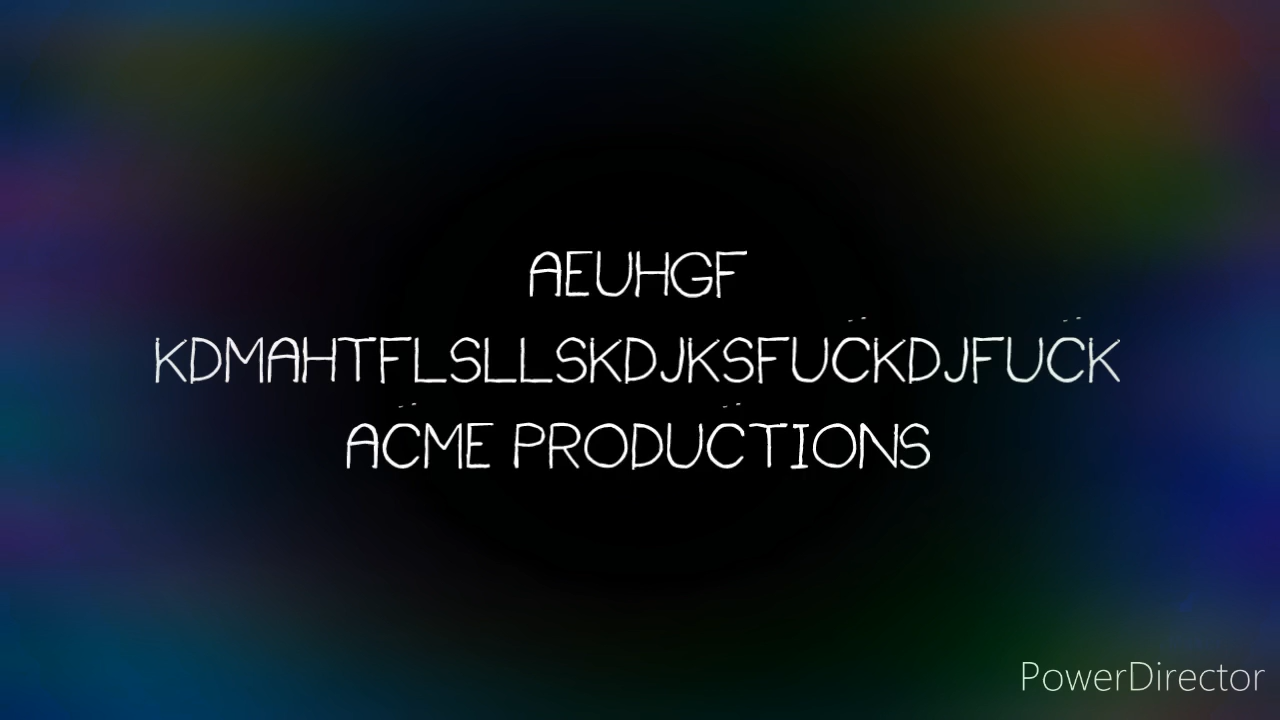 AEUHGF
KDMAHTFLSLLSKDJKSFUCKDJFUCK
ACME PRODUCTIONS
PowerDirector